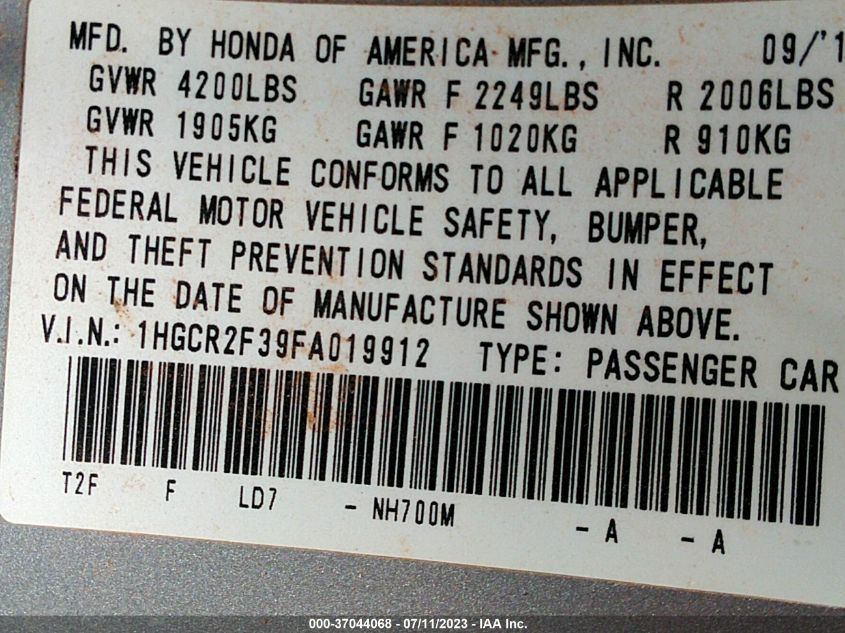 MFD. BY HONDA OF AMERICA MFG., INC. 09/'1
GVWR 4200LBS GAWR F 2249LBS R 2006LBS
GVWR 1905KG GAWR F 1020KG R 910KG
THIS VEHICLE CONFORMS TO ALL APPLICABLE
FEDERAL MOTOR VEHICLE SAFETY, BUMPER,
AND THEFT PREVENTION STANDARDS IN EFFECT
ON THE DATE OF MANUFACTURE SHOWN ABOVE.
V.I.N.: 1HGCR2F39FA019912 TYPE: PASSENGER CAR
T2F F LD7 - NH700M - A - A
000-37044068 - 07/11/2023 - IAA Inc.